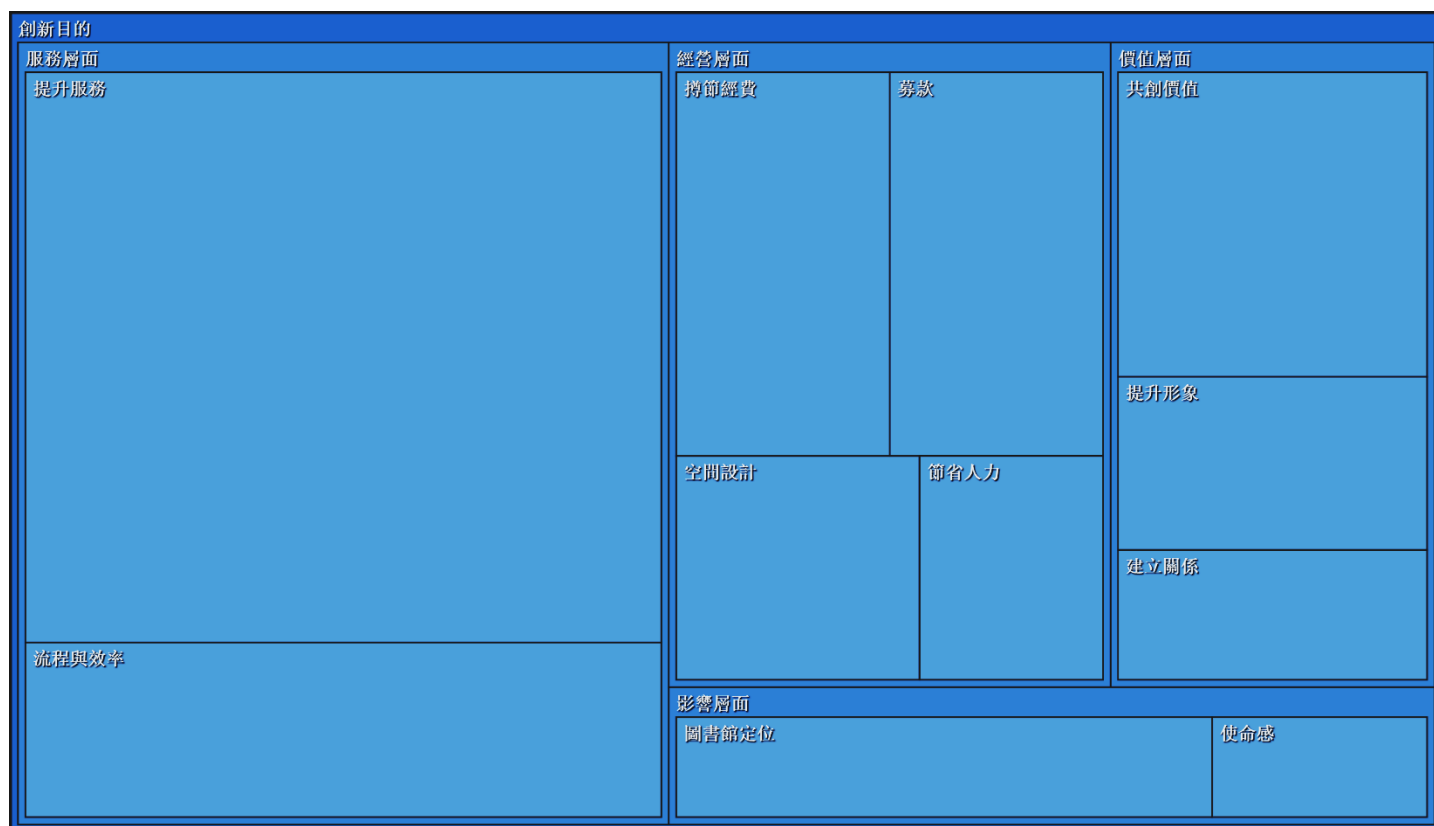 創新目的
服務層面
提升服務
流程與效率
經營層面
撙節經費
募款
空間設計
節省人力
價值層面
共創價值
提升形象
建立關係
影響層面
圖書館定位
使命感